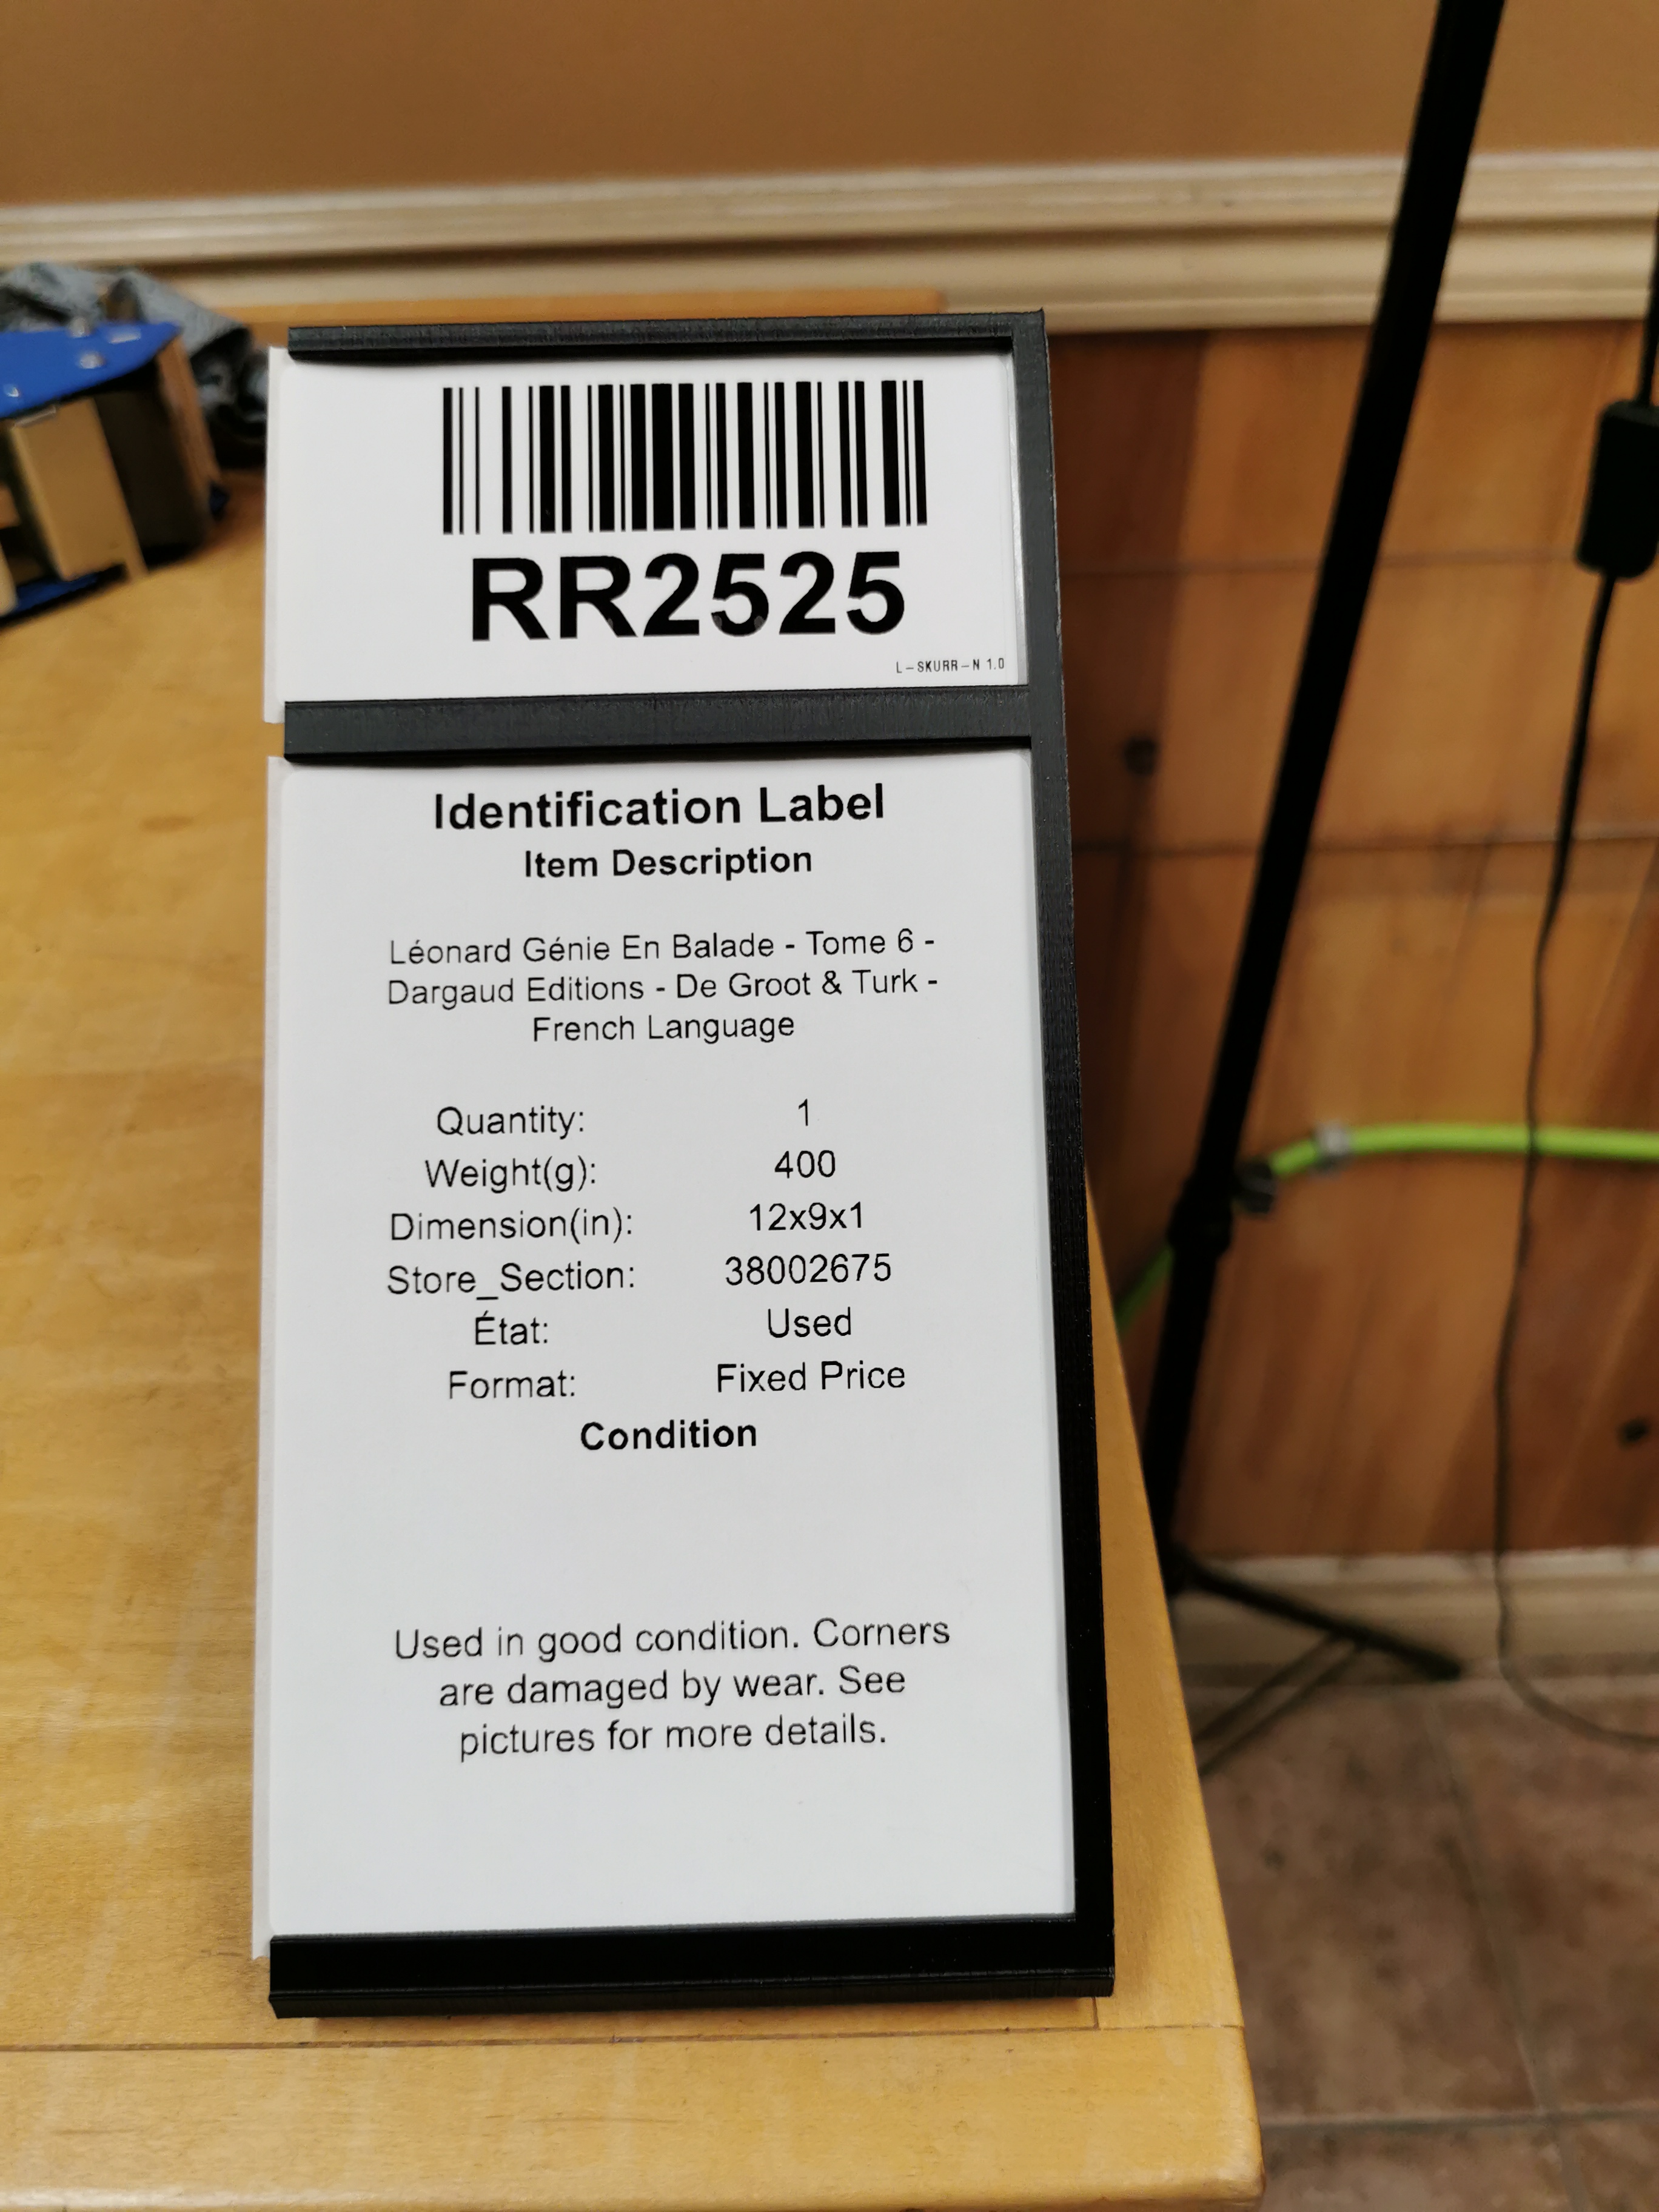 RR2525
L-SKURR-N 1.0
Identification Label
Item Description
Léonard Génie En Balade - Tome 6 -
Dargaud Editions - De Groot & Turk -
French Language
Quantity: 1
Weight(g): 400
Dimension(in): 12x9x1
Store_Section: 38002675
État: Used
Format: Fixed Price
Condition
Used in good condition. Corners
are damaged by wear. See
pictures for more details.